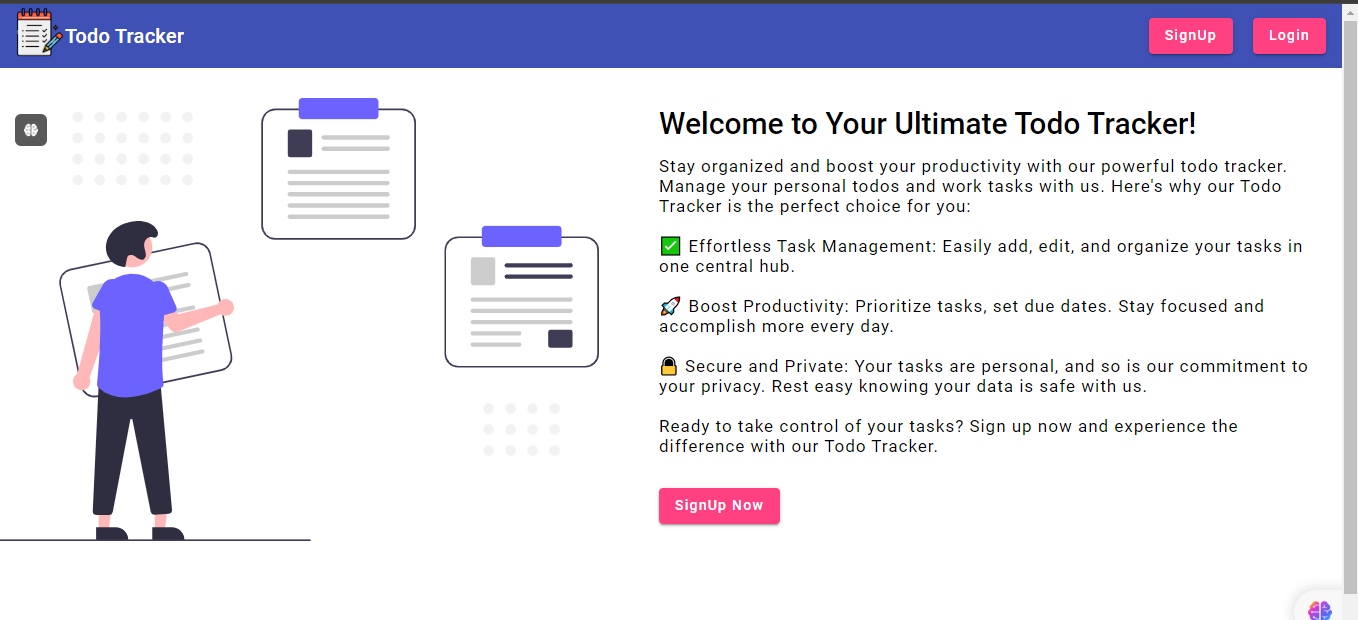 Todo Tracker
SignUp
Login
Welcome to Your Ultimate Todo Tracker!
Stay organized and boost your productivity with our powerful todo tracker.
Manage your personal todos and work tasks with us. Here's why our Todo
Tracker is the perfect choice for you:
✅ Effortless Task Management: Easily add, edit, and organize your tasks in
one central hub.
🚀 Boost Productivity: Prioritize tasks, set due dates. Stay focused and
accomplish more every day.
🔒 Secure and Private: Your tasks are personal, and so is our commitment to
your privacy. Rest easy knowing your data is safe with us.
Ready to take control of your tasks? Sign up now and experience the
difference with our Todo Tracker.
SignUp Now